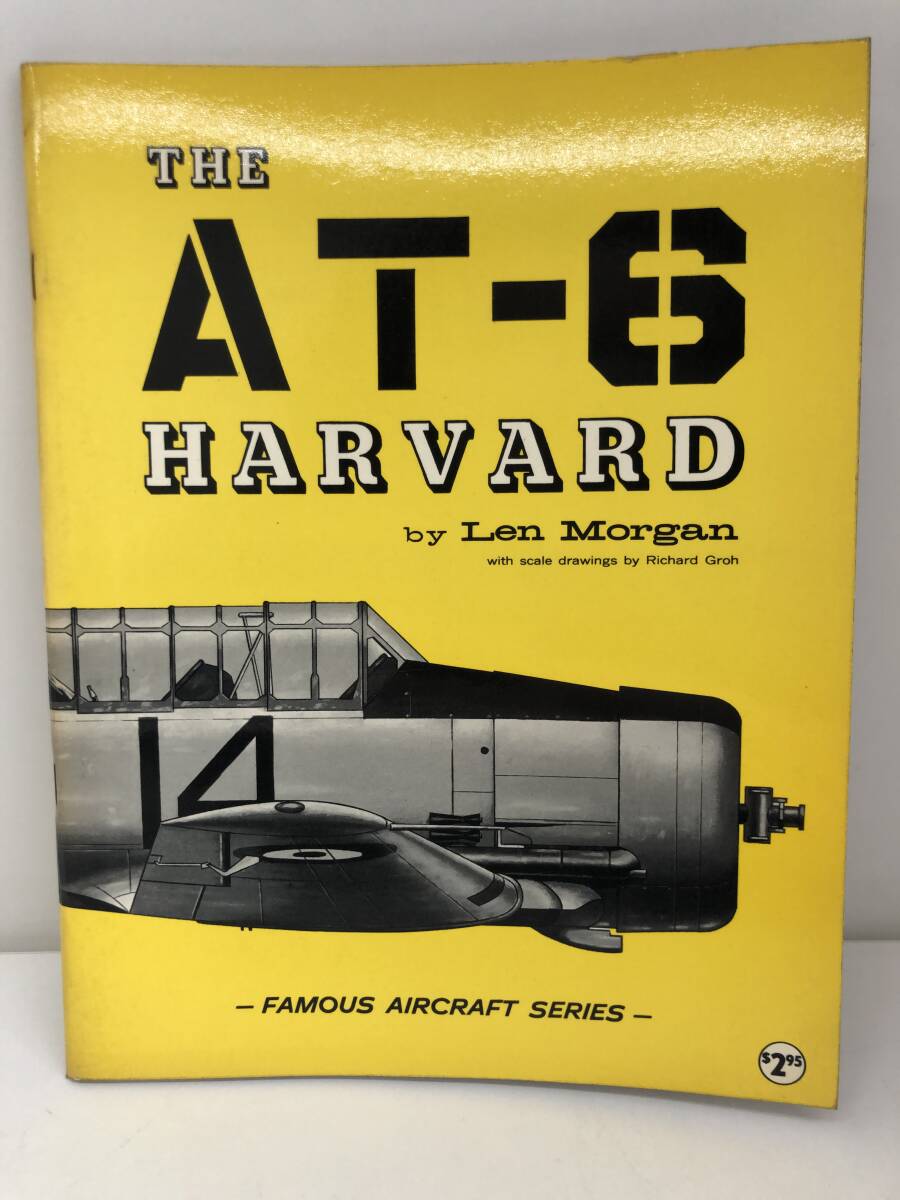 THE
AT-6
HARVARD
by Len Morgan
with scale drawings by Richard Groh
14
– FAMOUS AIRCRAFT SERIES –
$2.95